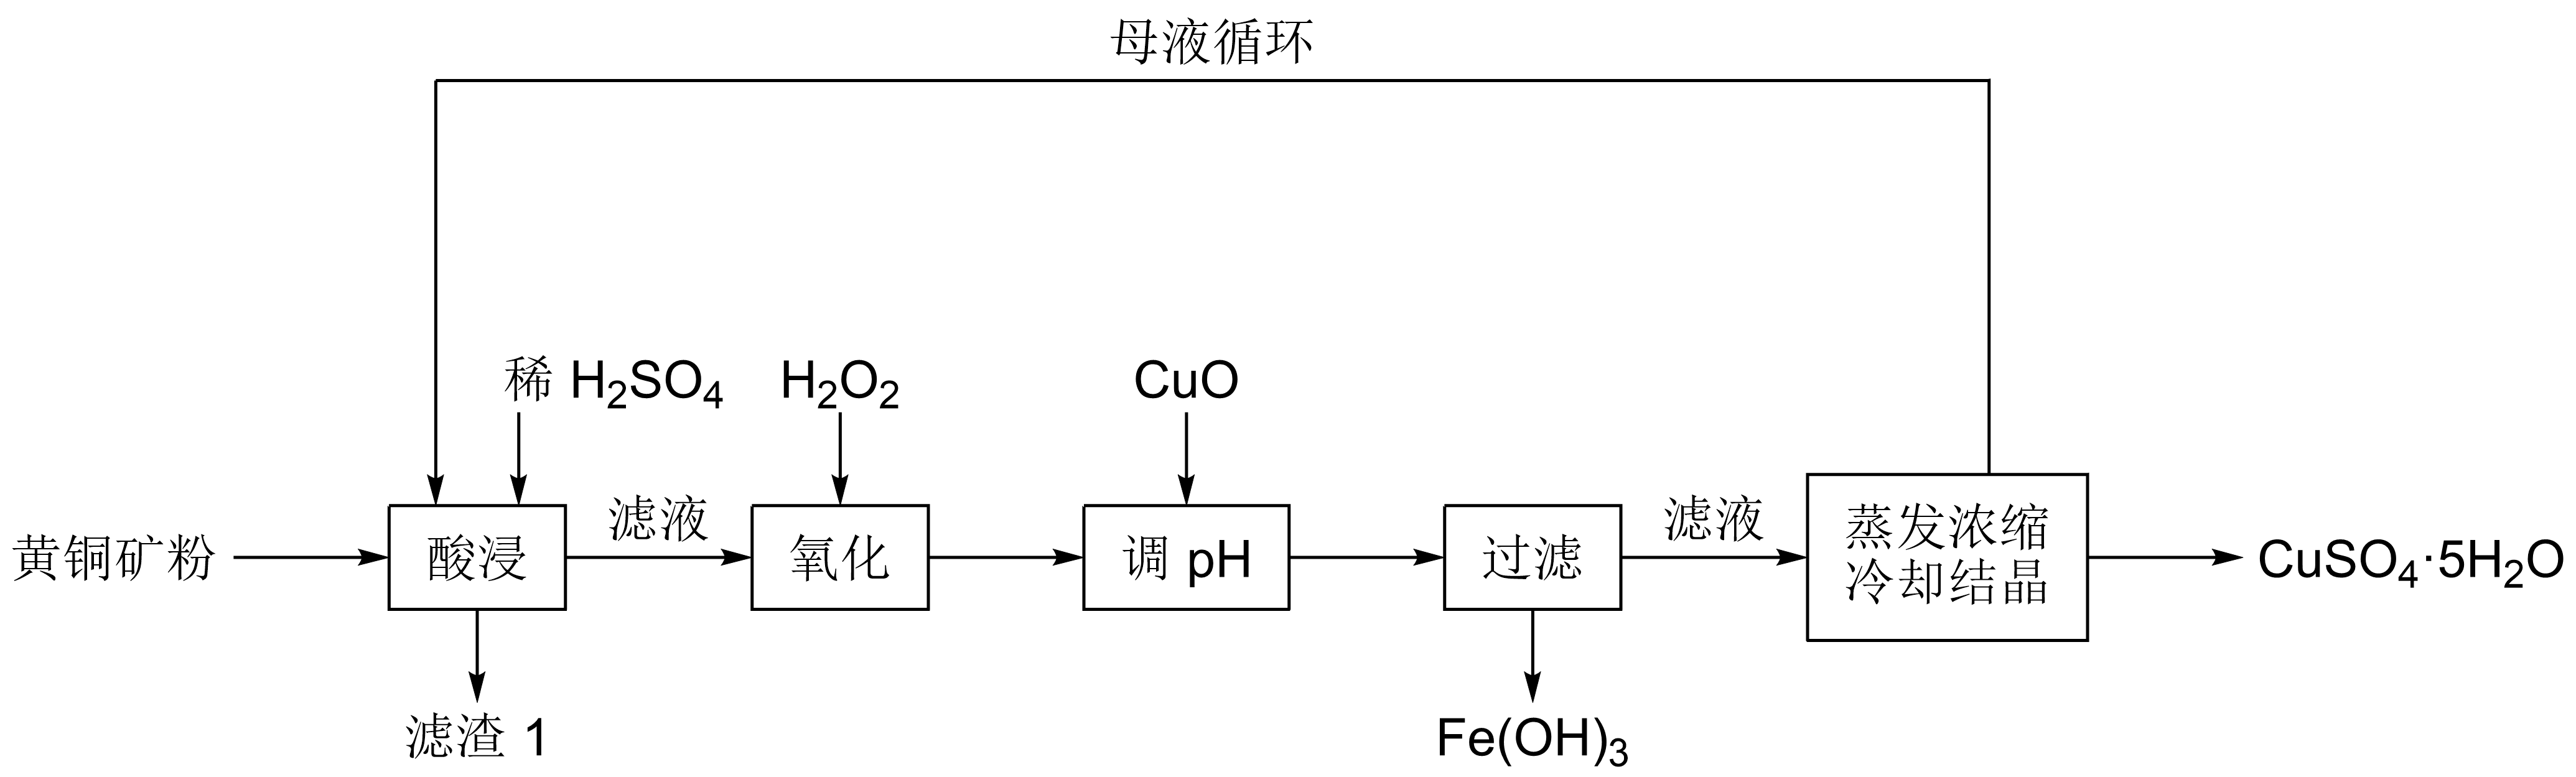 母液循环
稀 H₂SO₄
H₂O₂
CuO
黄铜矿粉
酸浸
滤液
氧化
调 pH
过滤
滤液
蒸发浓缩
冷却结晶
CuSO₄·5H₂O
滤渣 1
Fe(OH)₃